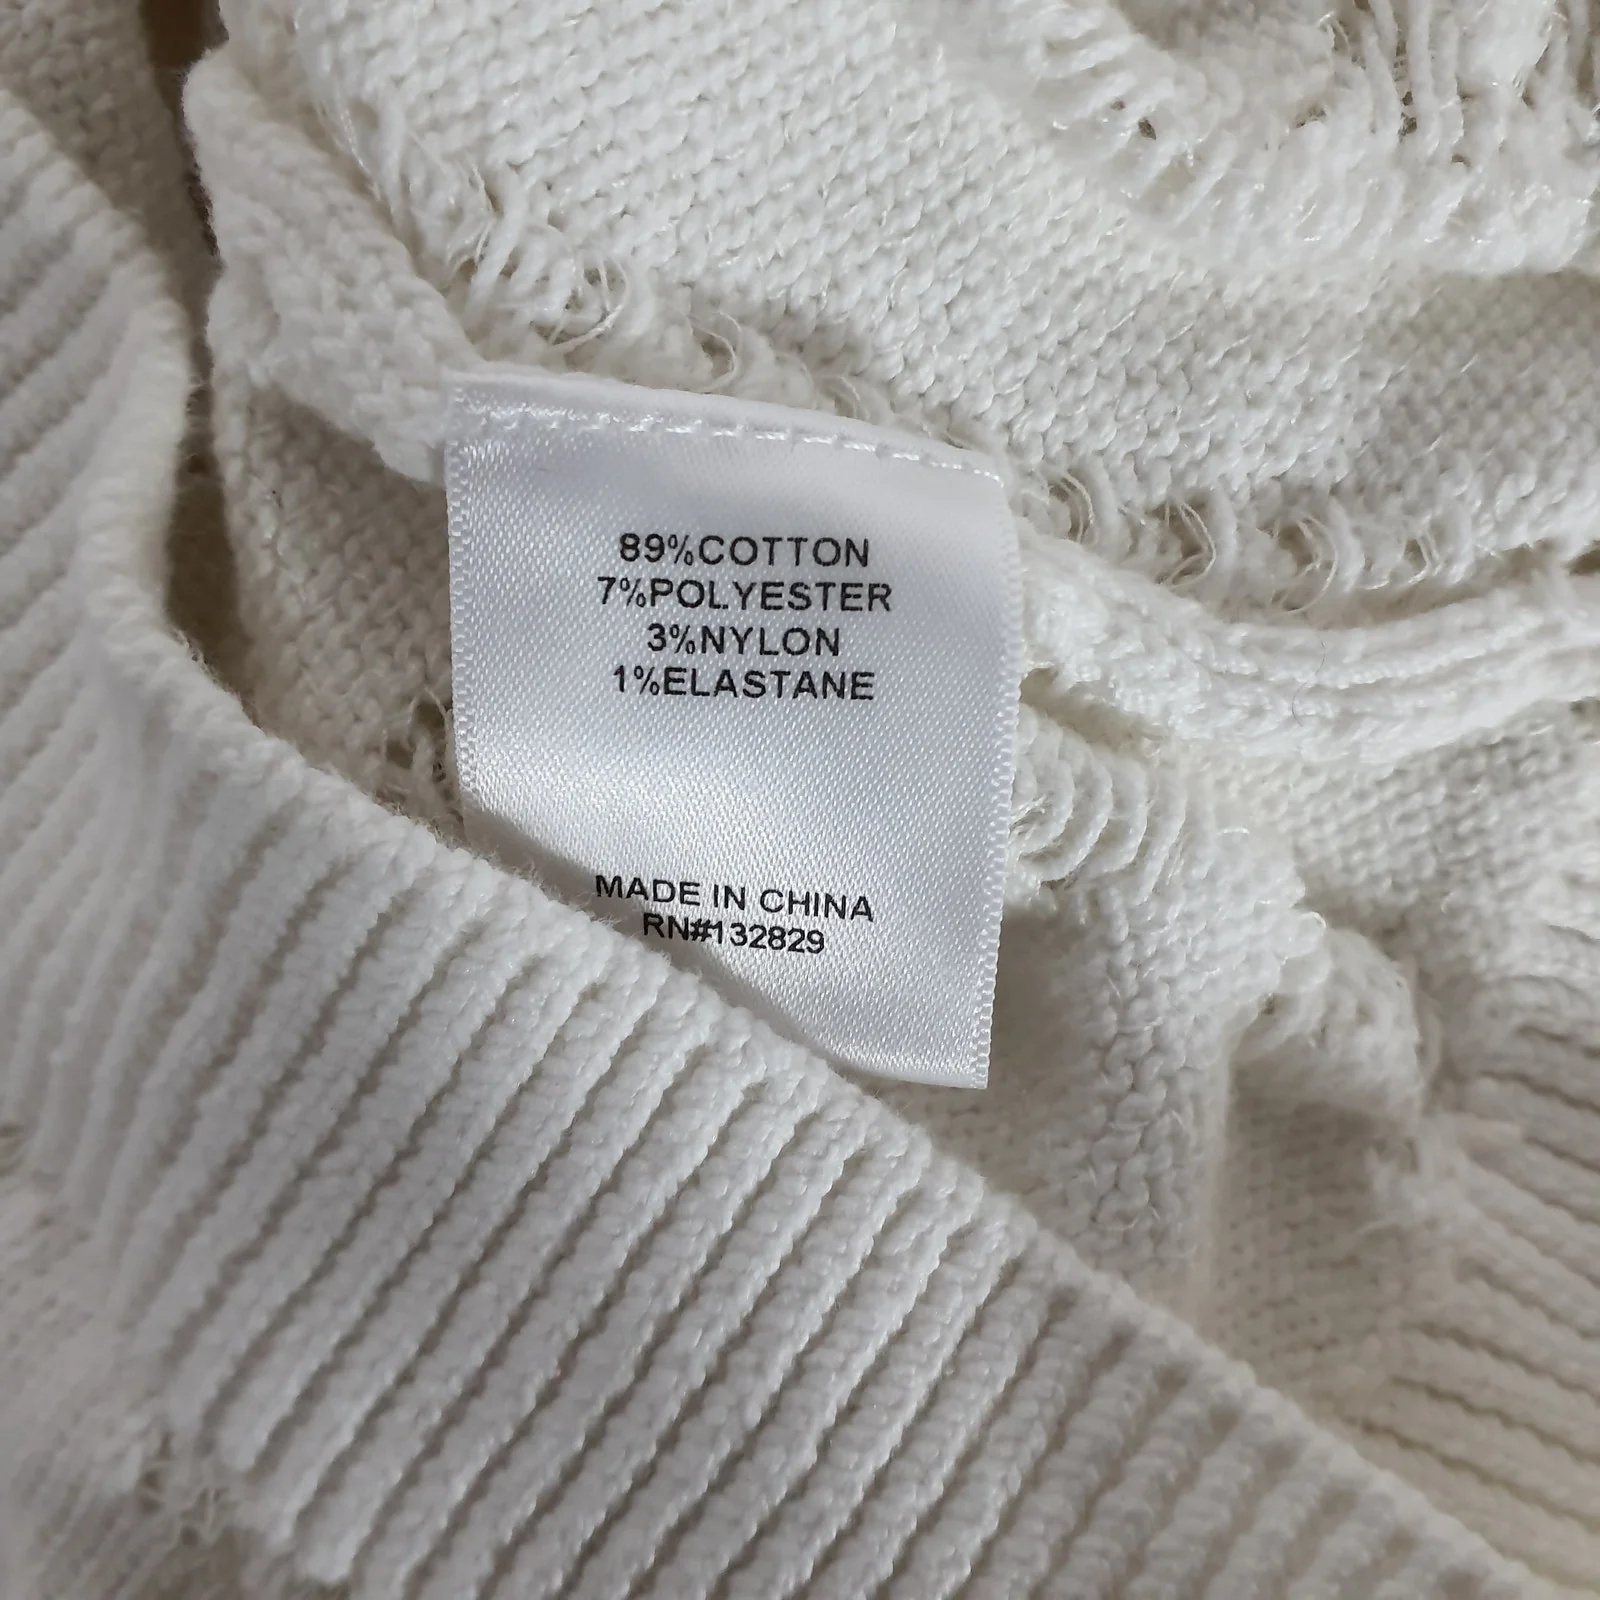 89%COTTON
7%POLYESTER
3%NYLON
1%ELASTANE
MADE IN CHINA
RN#132829